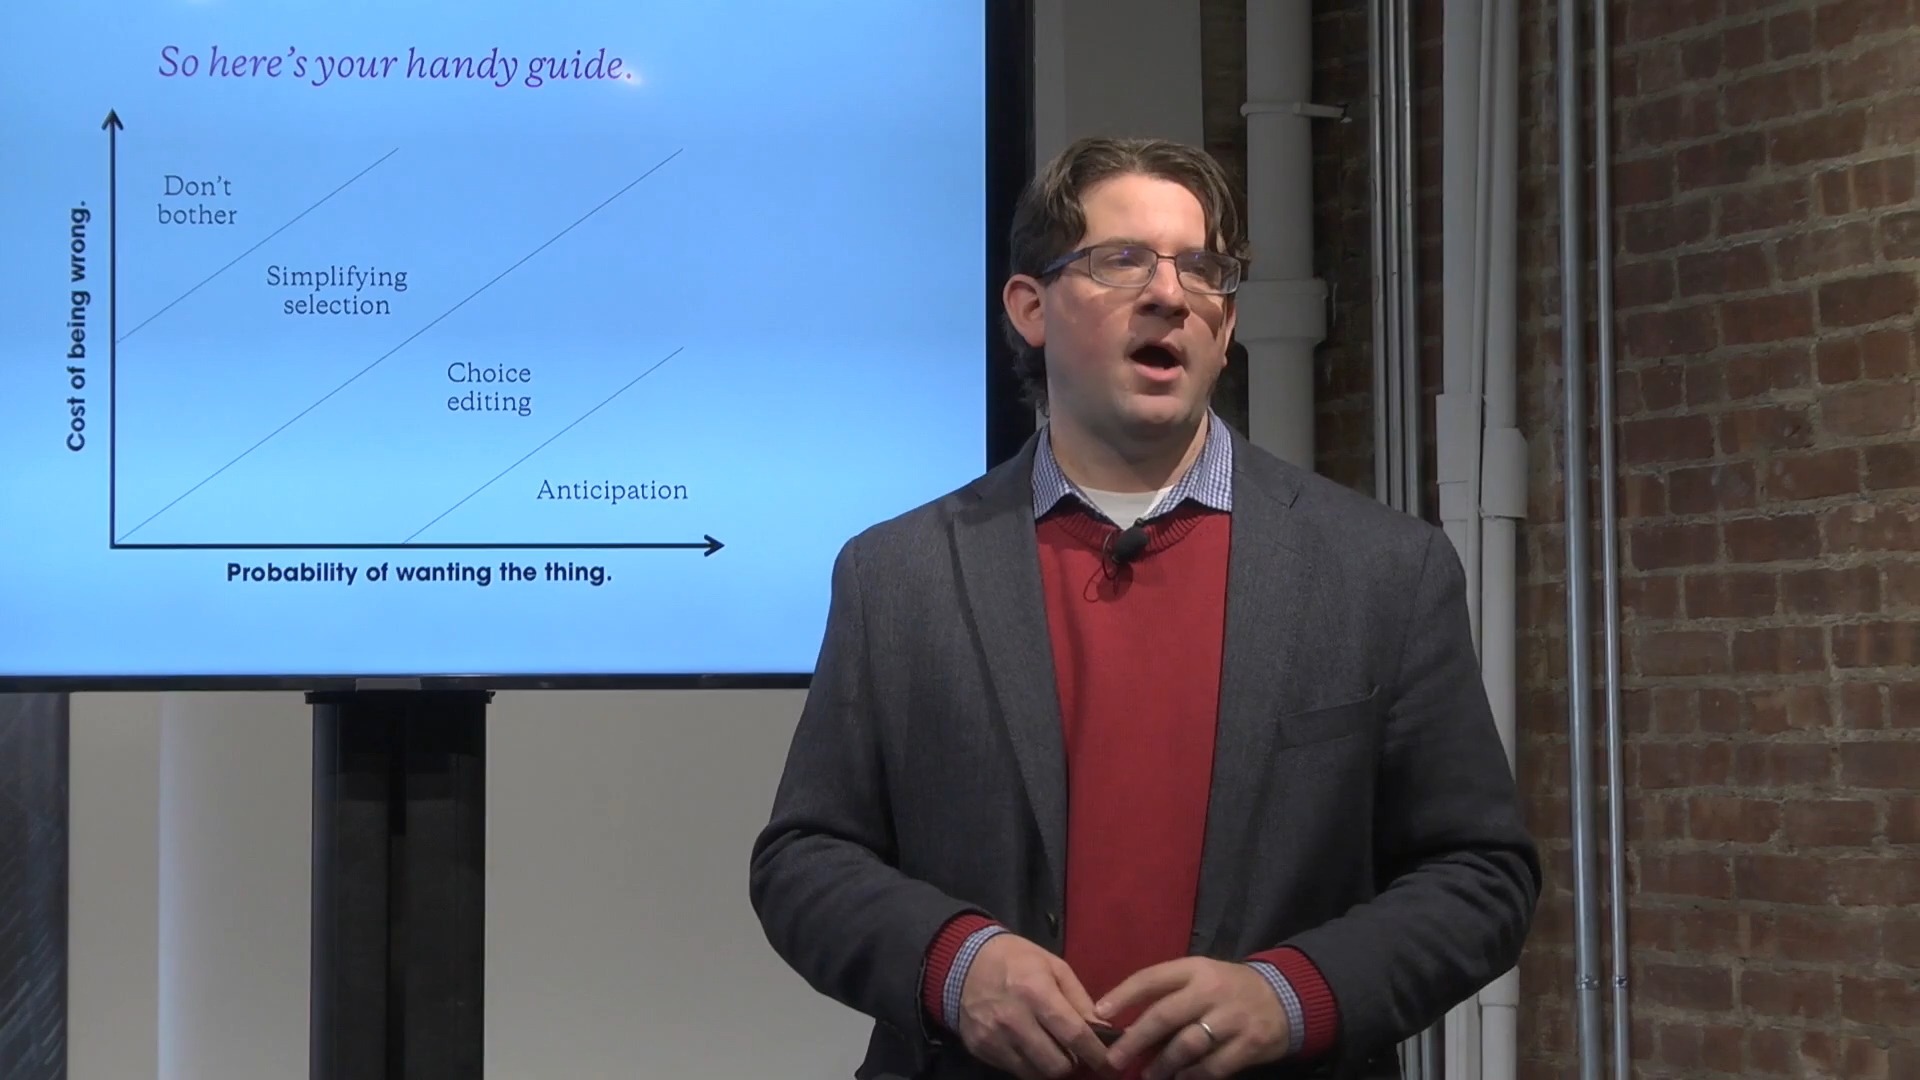 So here's your handy guide.
Don't
bother
Simplifying
selection
Choice
editing
Anticipation
Cost of being wrong.
Probability of wanting the thing.